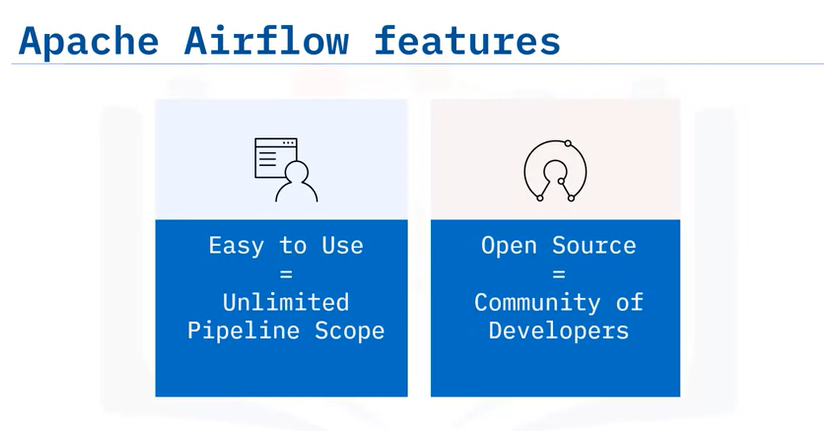 Apache Airflow features
Easy to Use
=
Unlimited
Pipeline Scope
Open Source
=
Community of
Developers